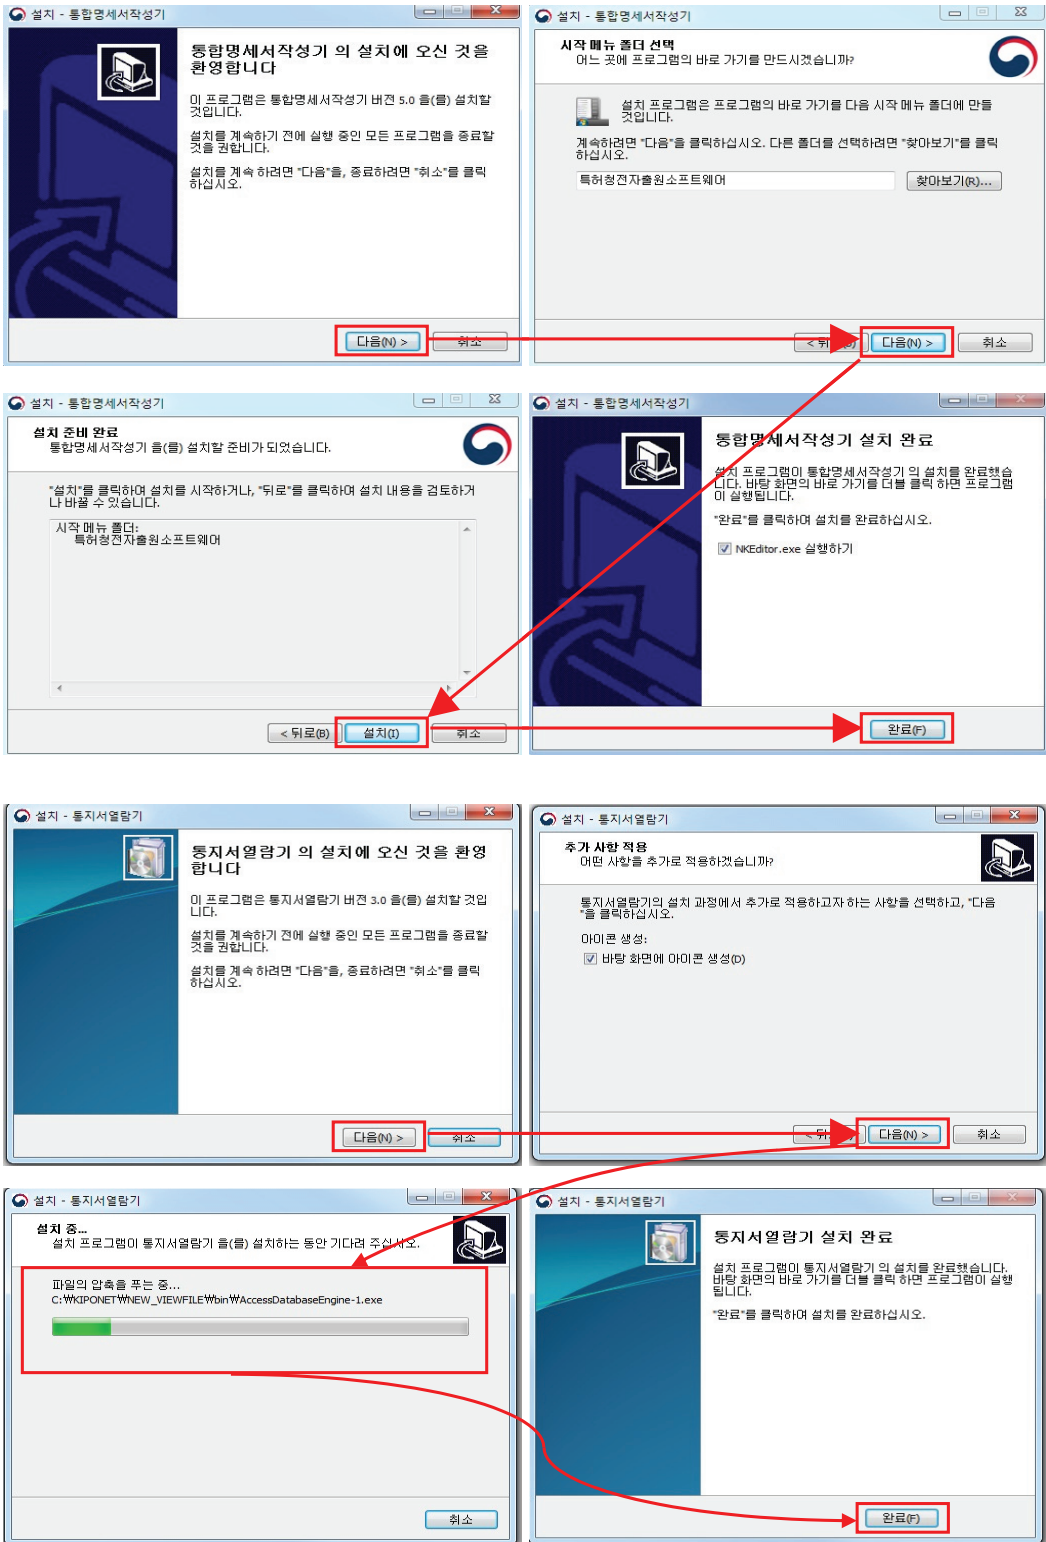 설치 - 통합명세서작성기
통합명세서작성기 의 설치에 오신 것을
환영합니다
이 프로그램은 통합명세서작성기 버전 5.0 을(를) 설치할
것입니다.
설치를 계속하기 전에 실행 중인 모든 프로그램을 종료할
것을 권합니다.
설치를 계속 하려면 "다음"을, 종료하려면 "취소"를 클릭
하십시오.
다음(N) >
취소
설치 - 통합명세서작성기
시작 메뉴 폴더 선택
어느 곳에 프로그램의 바로 가기를 만드시겠습니까?
설치 프로그램은 프로그램의 바로 가기를 다음 시작 메뉴 폴더에 만들
것입니다.
계속하려면 "다음"을 클릭하십시오. 다른 폴더를 선택하려면 "찾아보기"를 클릭
하십시오.
특허청전자출원소프트웨어
찾아보기(R)...
다음(N) >
취소
설치 - 통합명세서작성기
설치 준비 완료
통합명세서작성기 을(를) 설치할 준비가 되었습니다.
"설치"를 클릭하여 설치를 시작하거나, "뒤로"를 클릭하여 설치 내용을 검토하거
나 바꿀 수 있습니다.
시작 메뉴 폴더:
특허청전자출원소프트웨어
< 뒤로(B)
설치(I)
취소
설치 - 통합명세서작성기
통합명세서작성기 설치 완료
설치 프로그램이 통합명세서작성기 의 설치를 완료했습
니다. 바탕 화면의 바로 가기를 더블 클릭 하면 프로그램
이 실행됩니다.
"완료"를 클릭하여 설치를 완료하십시오.
NKEditor.exe 실행하기
완료(F)
설치 - 통지서열람기
통지서열람기 의 설치에 오신 것을 환영
합니다
이 프로그램은 통지서열람기 버전 3.0 을(를) 설치할 것입
니다.
설치를 계속하기 전에 실행 중인 모든 프로그램을 종료할
것을 권합니다.
설치를 계속 하려면 "다음"을, 종료하려면 "취소"를 클릭
하십시오.
다음(N) >
취소
설치 - 통지서열람기
추가 사항 적용
어떤 사항을 추가로 적용하겠습니까?
통지서열람기의 설치 과정에서 추가로 적용하고자 하는 사항을 선택하고, "다음
"을 클릭하십시오.
아이콘 생성:
바탕 화면에 아이콘 생성(D)
다음(N) >
취소
설치 - 통지서열람기
설치 중...
설치 프로그램이 통지서열람기 을(를) 설치하는 동안 기다려 주십시오.
파일의 압축을 푸는 중...
C:₩KIPONET₩NEW_VIEWFILE₩bin₩AccessDatabaseEngine-1.exe
취소
설치 - 통지서열람기
통지서열람기 설치 완료
설치 프로그램이 통지서열람기 의 설치를 완료했습니다.
바탕 화면의 바로 가기를 더블 클릭 하면 프로그램이 실행
됩니다.
"완료"를 클릭하여 설치를 완료하십시오.
완료(F)